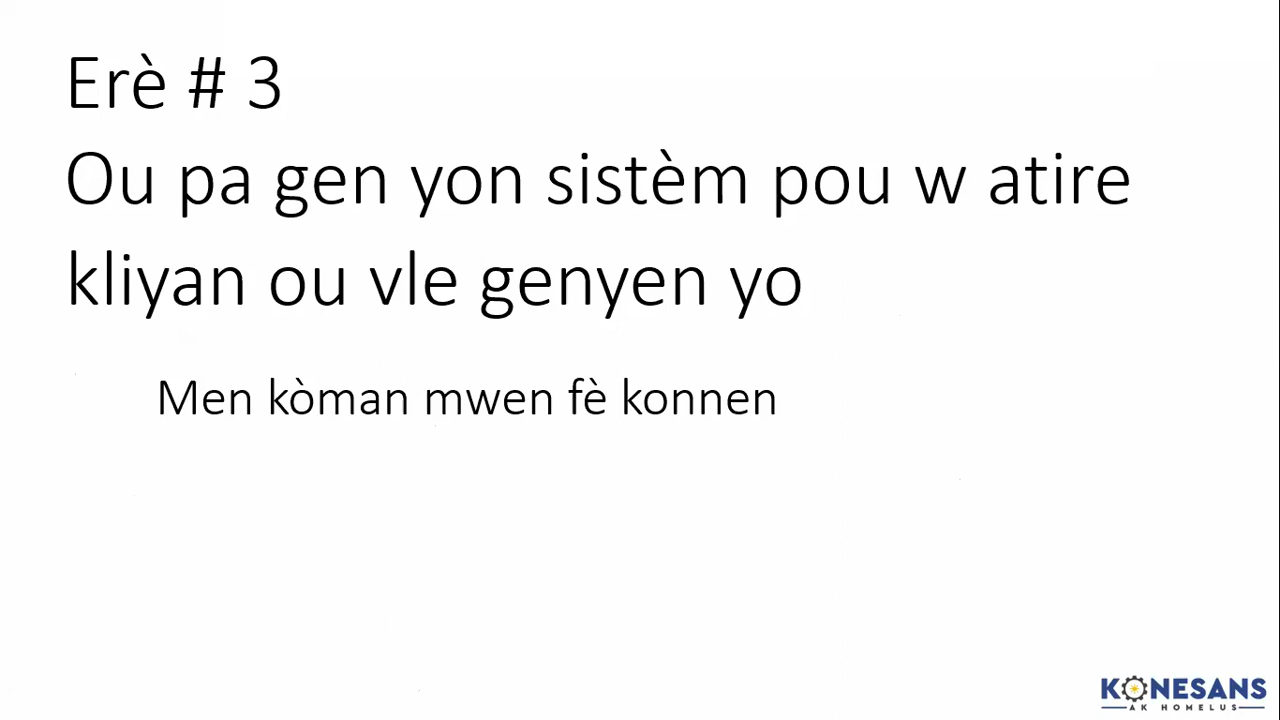 Erè # 3
Ou pa gen yon sistèm pou w atire
kliyan ou vle genyen yo
Men kòman mwen fè konnen
KONESANS
AK HOMELUS